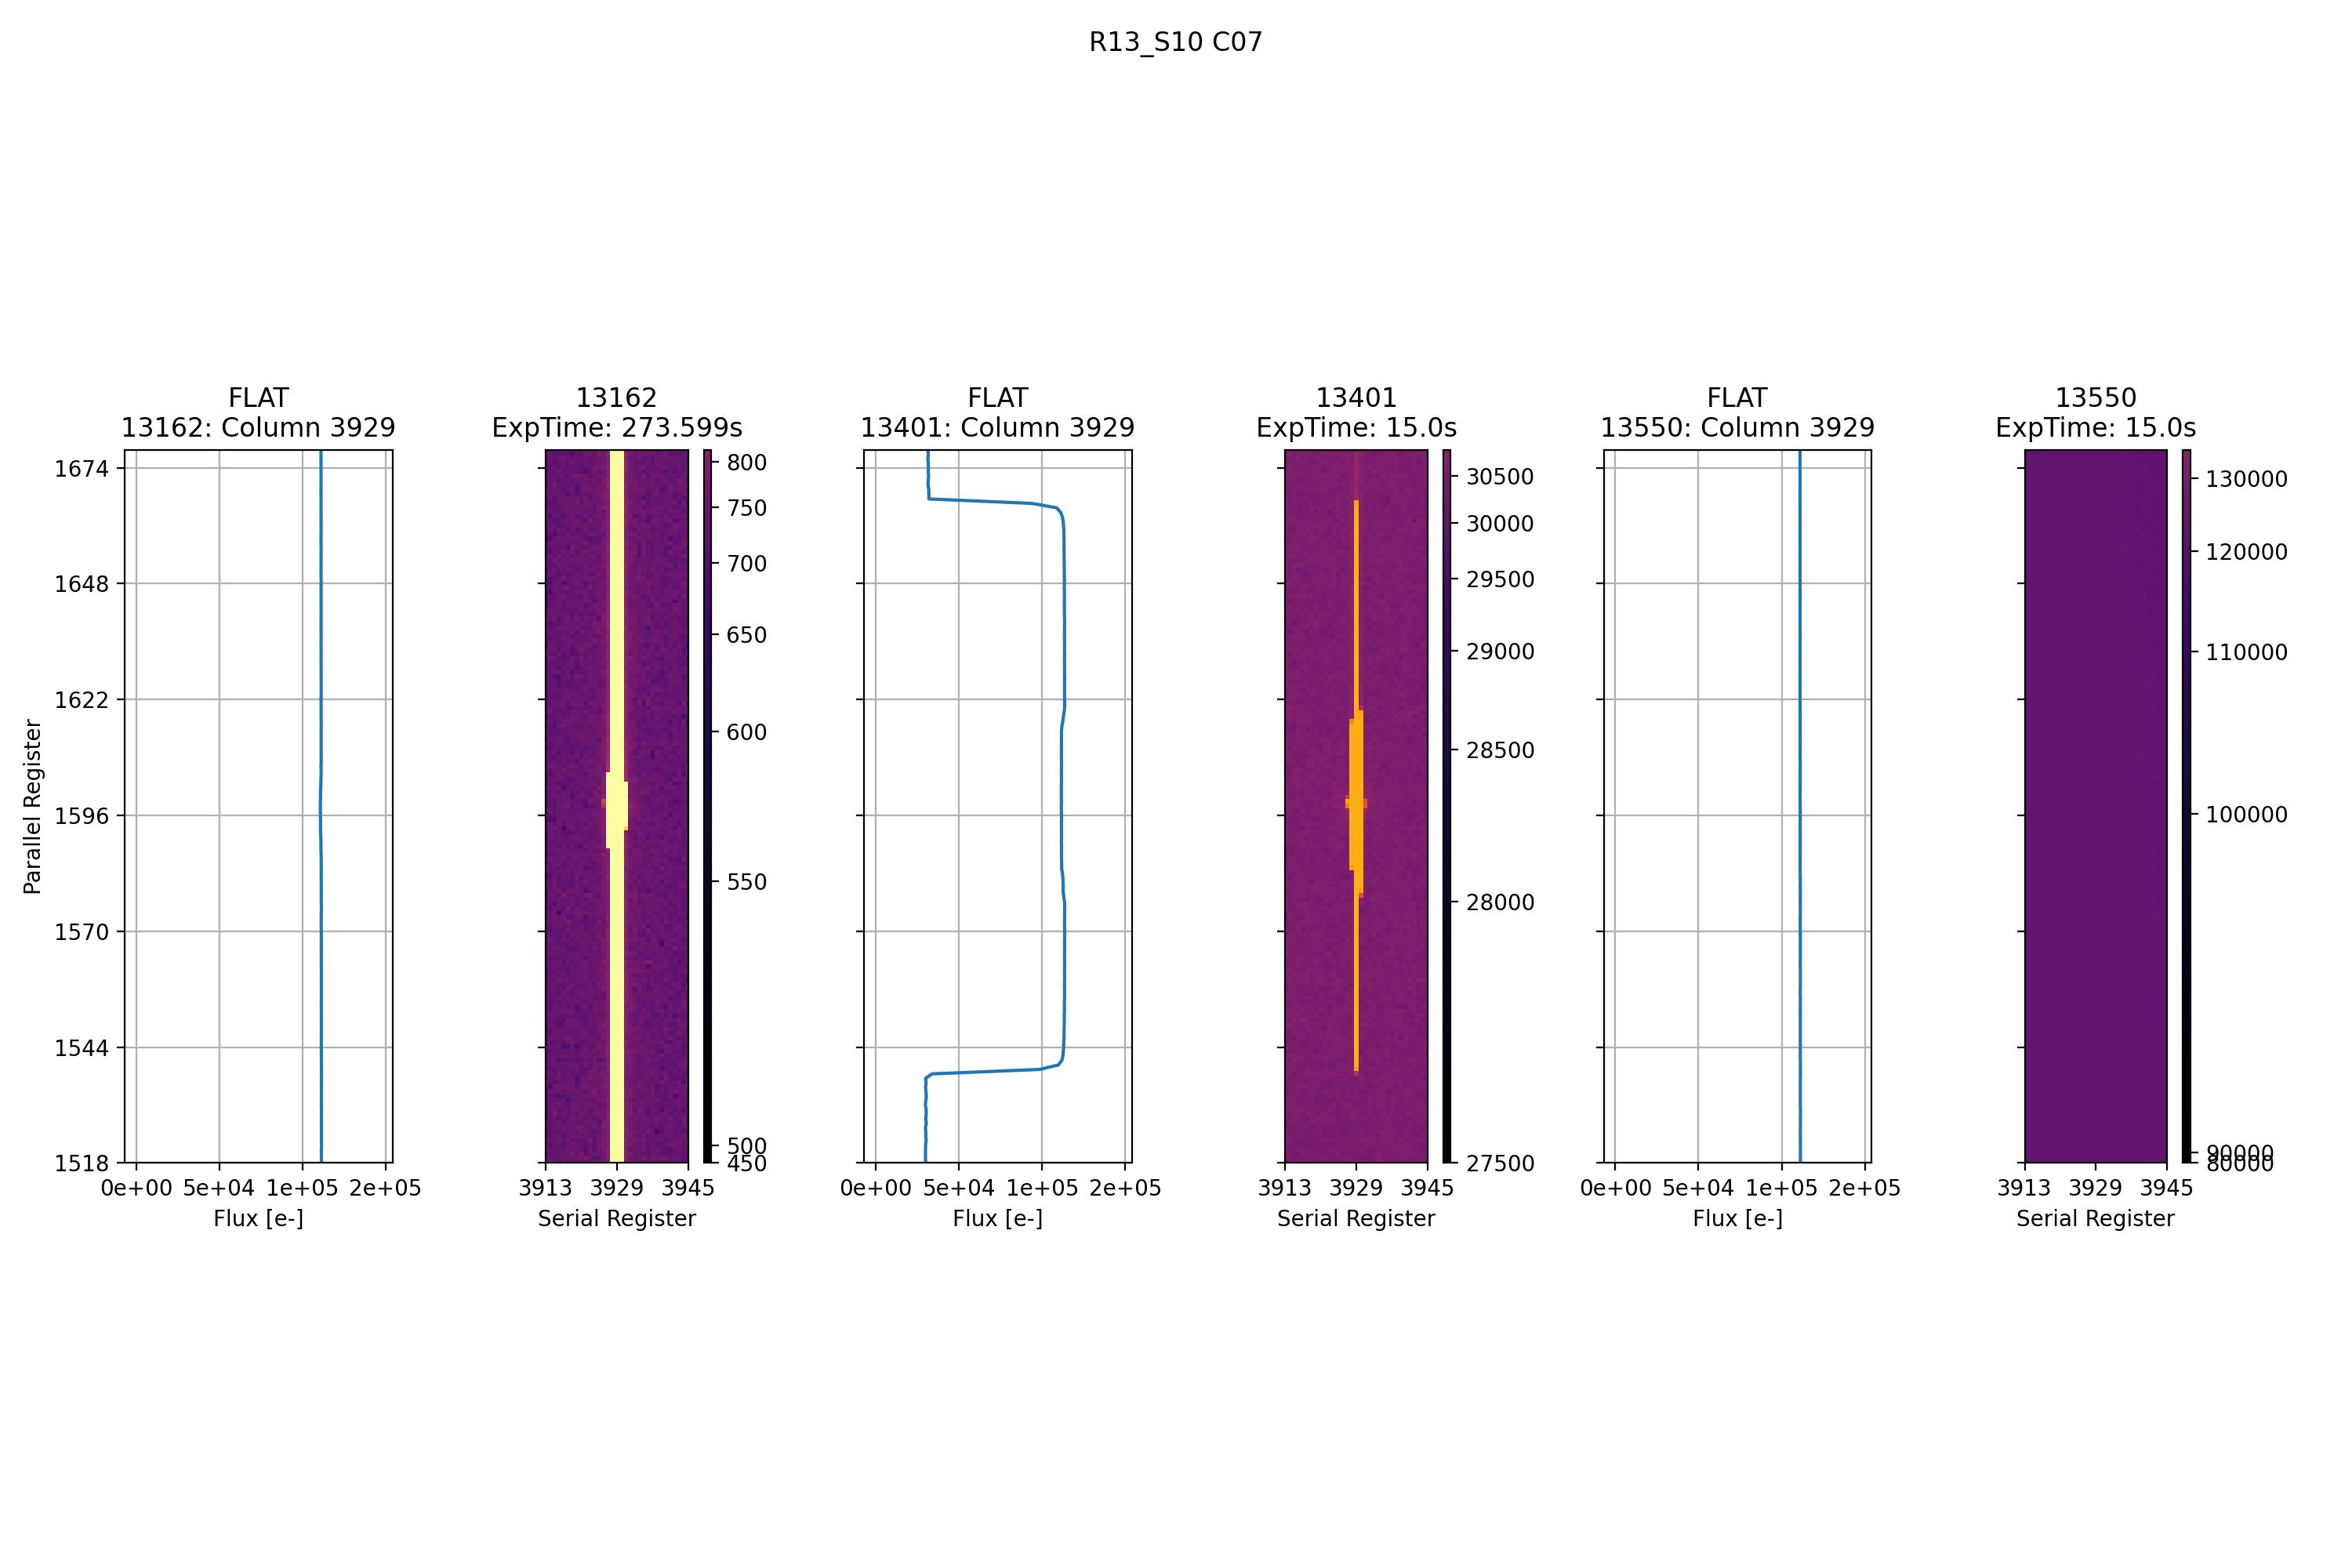 R13_S10 C07
FLAT
13162: Column 3929
13162
ExpTime: 273.599s
FLAT
13401: Column 3929
13401
ExpTime: 15.0s
FLAT
13550: Column 3929
13550
ExpTime: 15.0s
Parallel Register
1674
1648
1622
1596
1570
1544
1518
0e+00 5e+04 1e+05 2e+05
Flux [e-]
800
750
700
650
600
550
500
450
3913 3929 3945
Serial Register
0e+00 5e+04 1e+05 2e+05
Flux [e-]
30500
30000
29500
29000
28500
28000
27500
3913 3929 3945
Serial Register
0e+00 5e+04 1e+05 2e+05
Flux [e-]
130000
120000
110000
100000
90000
80000
3913 3929 3945
Serial Register